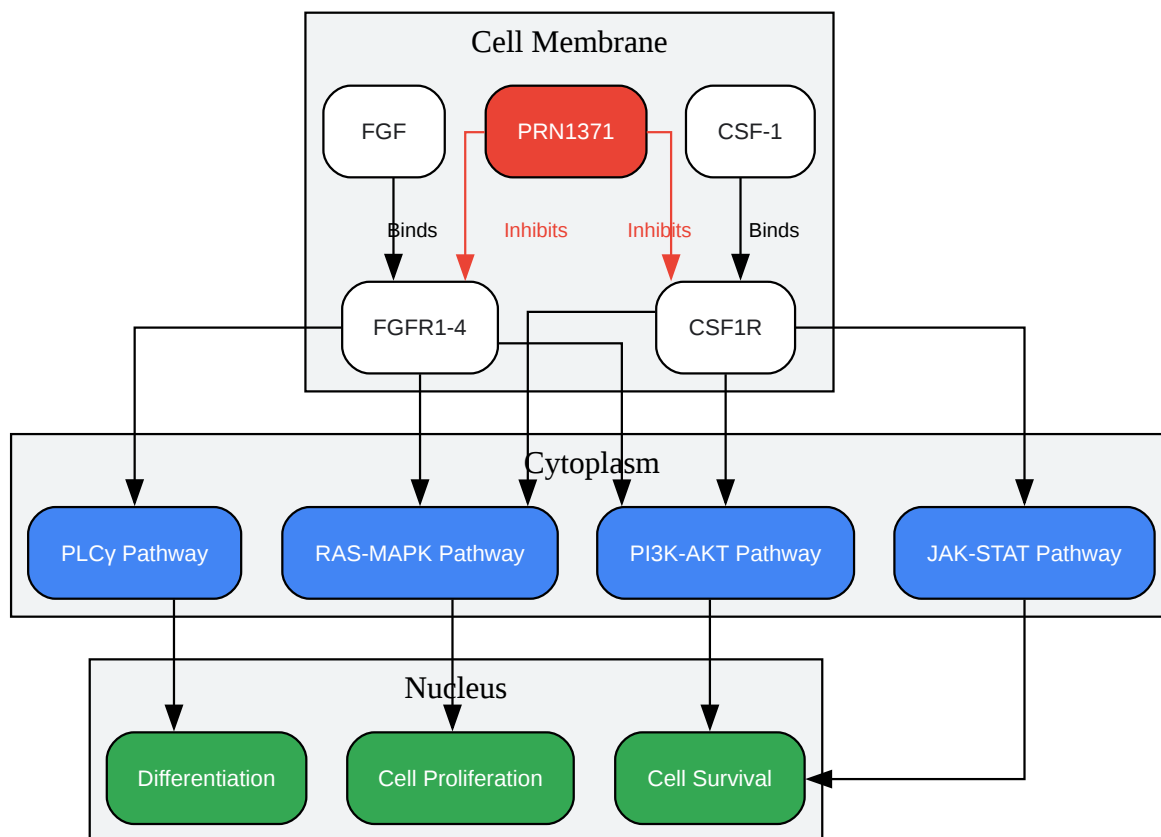 Cell Membrane
FGF
PRN1371
CSF-1
Binds
Inhibits
Inhibits
Binds
FGFR1-4
CSF1R
Cytoplasm
PLCγ Pathway
RAS-MAPK Pathway
PI3K-AKT Pathway
JAK-STAT Pathway
Nucleus
Differentiation
Cell Proliferation
Cell Survival